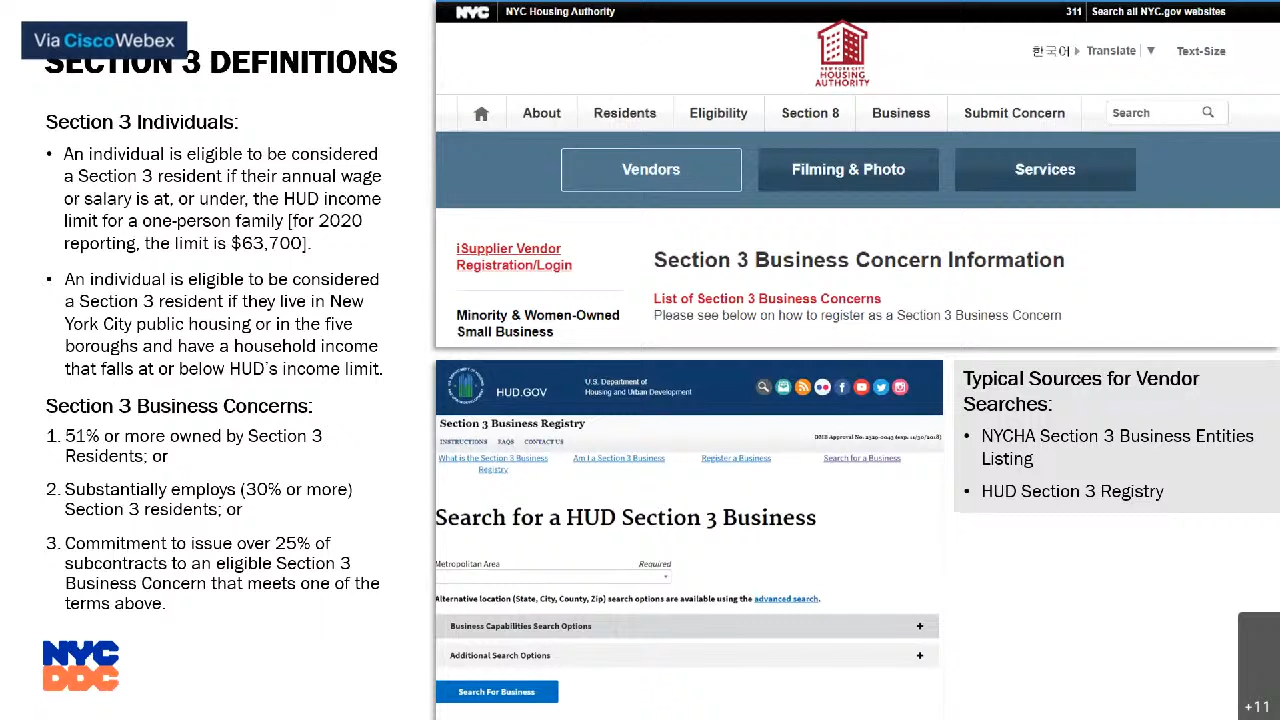 Via CiscoWebex
SECTION 3 DEFINITIONS
Section 3 Individuals:
• An individual is eligible to be considered
a Section 3 resident if their annual wage
or salary is at, or under, the HUD income
limit for a one-person family [for 2020
reporting, the limit is $63,700].
• An individual is eligible to be considered
a Section 3 resident if they live in New
York City public housing or in the five
boroughs and have a household income
that falls at or below HUD's income limit.
Section 3 Business Concerns:
1. 51% or more owned by Section 3
Residents; or
2. Substantially employs (30% or more)
Section 3 residents; or
3. Commitment to issue over 25% of
subcontracts to an eligible Section 3
Business Concern that meets one of the
terms above.
NYC
DDC
NYC NYC Housing Authority 311 Search all NYC.gov websites
NEW YORK CITY
HOUSING
AUTHORITY
한국어 Translate Text-Size
About Residents Eligibility Section 8 Business Submit Concern Search
Vendors Filming & Photo Services
iSupplier Vendor
Registration/Login
Minority & Women-Owned
Small Business
Section 3 Business Concern Information
List of Section 3 Business Concerns
Please see below on how to register as a Section 3 Business Concern
HUD.GOV
U.S. Department of
Housing and Urban Development
Section 3 Business Registry
INSTRUCTIONS FAQS CONTACT US
What is the Section 3 Business
Registry
Am I a Section 3 Business Register a Business Search for a Business
Search for a HUD Section 3 Business
Metropolitan Area Required
Alternative location (State, City, County, Zip) search options are available using the advanced search.
Business Capabilities Search Options +
Additional Search Options +
Search For Business
Typical Sources for Vendor
Searches:
• NYCHA Section 3 Business Entities
Listing
• HUD Section 3 Registry
+11